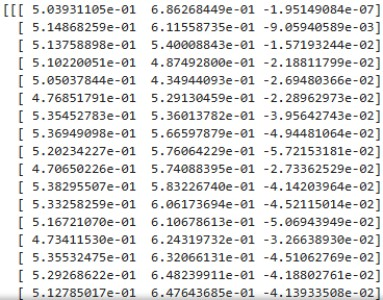 [[[ 5.03931105e-01 6.86268449e-01 -1.95149084e-07]
[ 5.14868259e-01 6.11558735e-01 -9.05940589e-03]
[ 5.13758898e-01 5.40008843e-01 -1.57193244e-02]
[ 5.10220051e-01 4.87492800e-01 -2.18811799e-02]
[ 5.05037844e-01 4.34944093e-01 -2.69480366e-02]
[ 4.76851791e-01 5.29130459e-01 -2.28962973e-02]
[ 5.35452783e-01 5.36013782e-01 -3.95642743e-02]
[ 5.36949098e-01 5.66597879e-01 -4.94481064e-02]
[ 5.20234227e-01 5.76064229e-01 -5.72153181e-02]
[ 4.70650226e-01 5.74088395e-01 -2.73362529e-02]
[ 5.38295507e-01 5.83226740e-01 -4.14203964e-02]
[ 5.33258259e-01 6.06173694e-01 -4.52115014e-02]
[ 5.16721070e-01 6.10678613e-01 -5.06943949e-02]
[ 4.73411530e-01 6.24319732e-01 -3.26638930e-02]
[ 5.35532475e-01 6.32066131e-01 -4.51062769e-02]
[ 5.29268622e-01 6.48239911e-01 -4.18802761e-02]
[ 5.12785017e-01 6.47643685e-01 -4.13933508e-02]